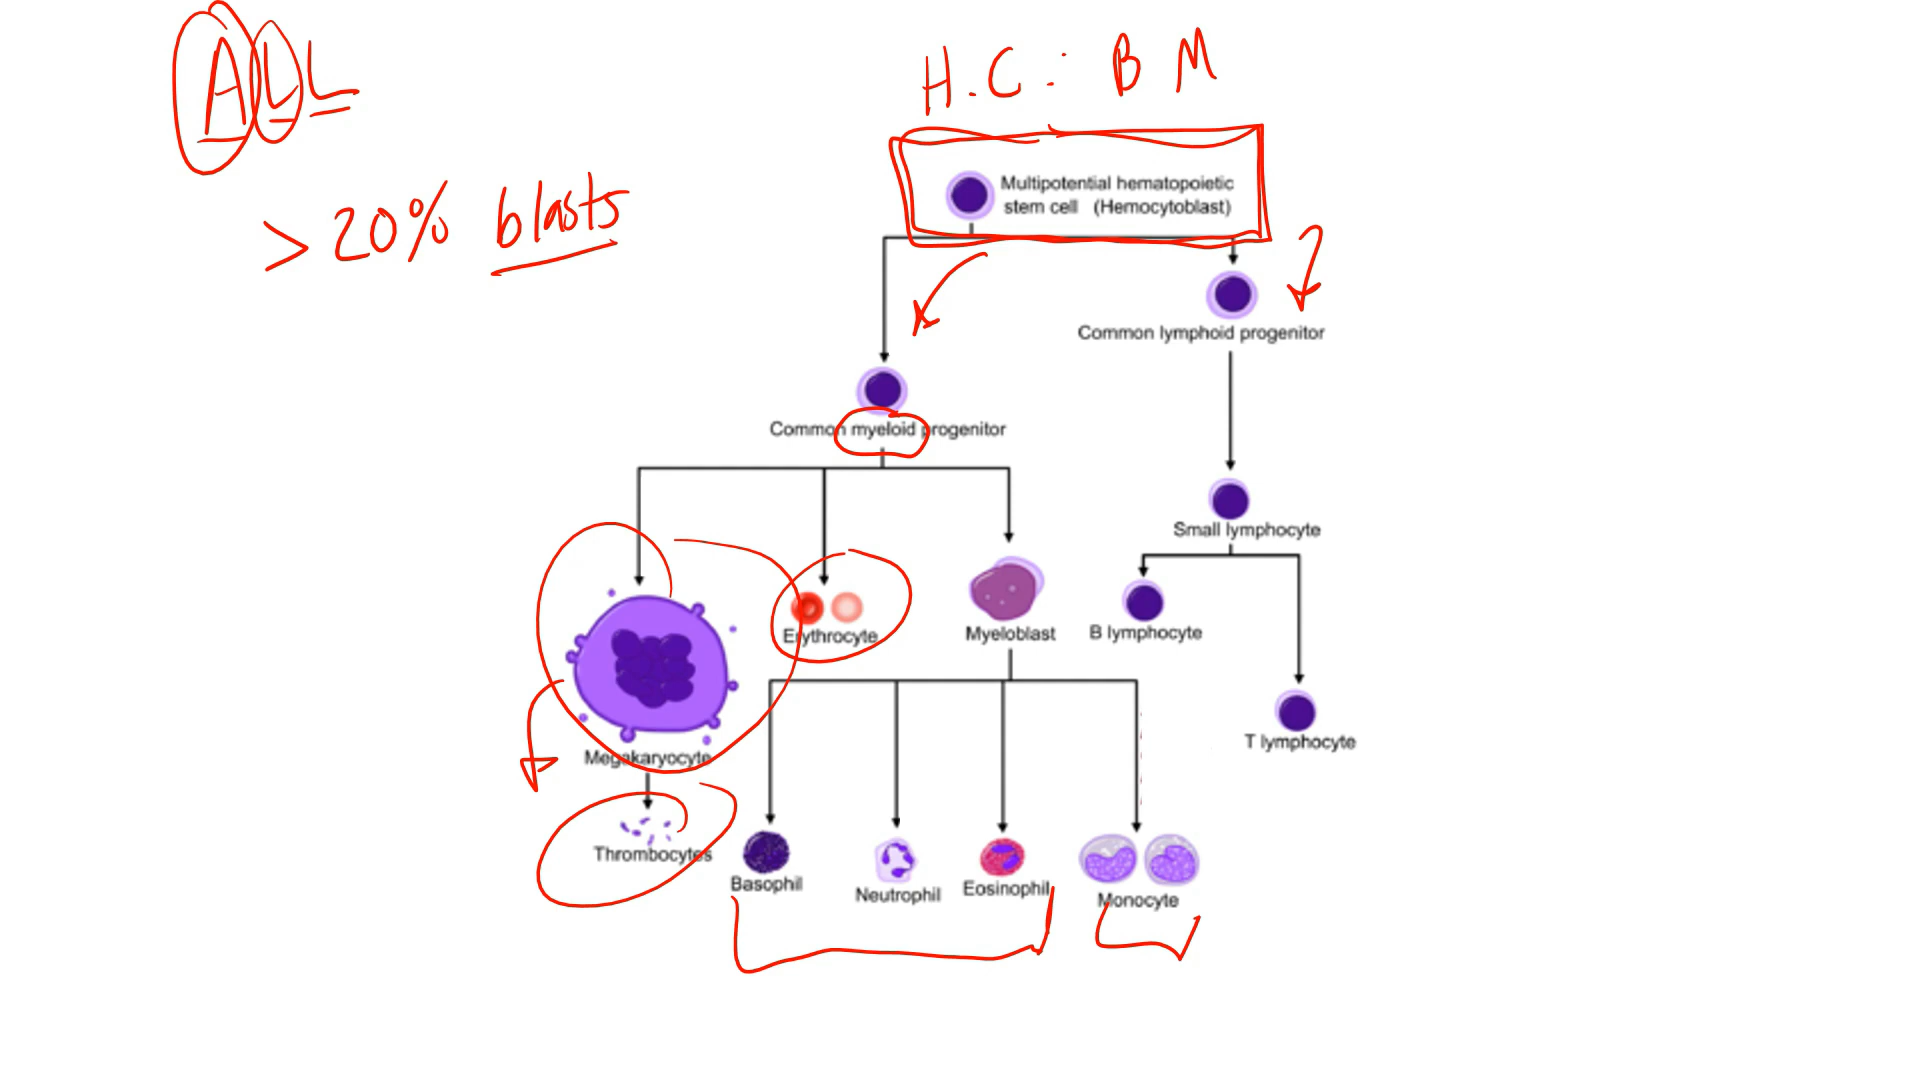 ALL
H.C: BM
> 20% blasts
Multipotential hematopoietic
stem cell (Hemocytoblast)
Common lymphoid progenitor
Common myeloid progenitor
Small lymphocyte
Erythrocyte
Myeloblast
B lymphocyte
T lymphocyte
Megakaryocyte
Thrombocytes
Basophil
Neutrophil
Eosinophil
Monocyte